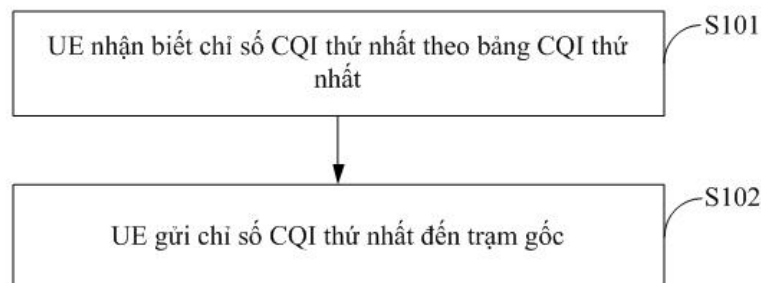 S101
UE nhận biết chỉ số CQI thứ nhất theo bảng CQI thứ
nhất
S102
UE gửi chỉ số CQI thứ nhất đến trạm gốc